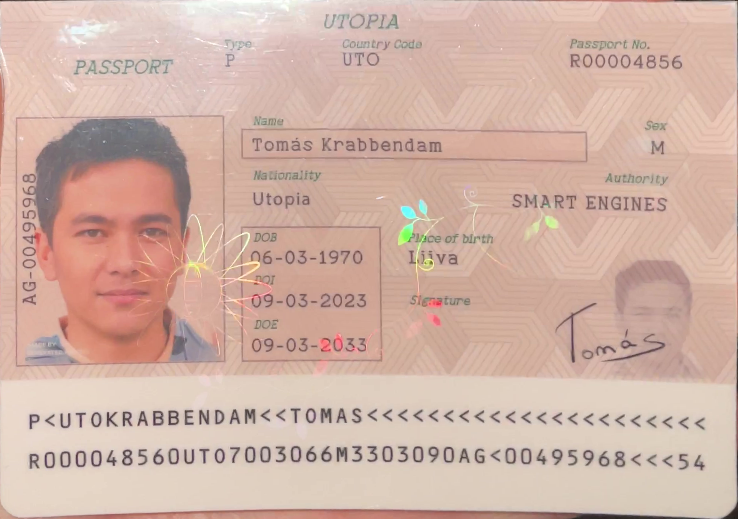 UTOPIA
PASSPORT
Type
P
Country Code
UTO
Passport No.
R00004856
Name
Tomás Krabbendam
Sex
M
Nationality
Utopia
Authority
SMART ENGINES
AG-00495968
DOB
06-03-1970
Place of birth
Liiva
DOI
09-03-2023
Signature
Tomás
DOE
09-03-2033
P<UTOKRABBENDAM<<TOMAS<<<<<<<<<<<<<<<<<<<<<<
R000048560UTO7003066M3303090AG<00495968<<<54